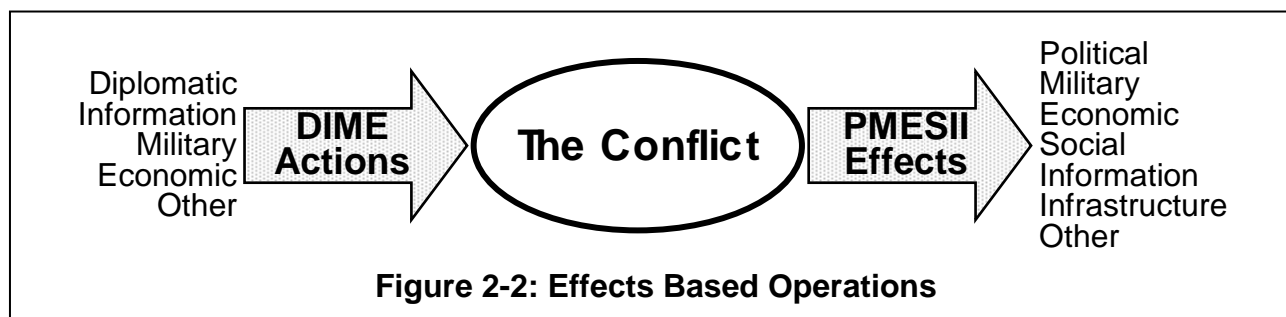 Diplomatic
Information
Military
Economic
Other
DIME
Actions
The Conflict
PMESII
Effects
Political
Military
Economic
Social
Information
Infrastructure
Other
Figure 2-2: Effects Based Operations